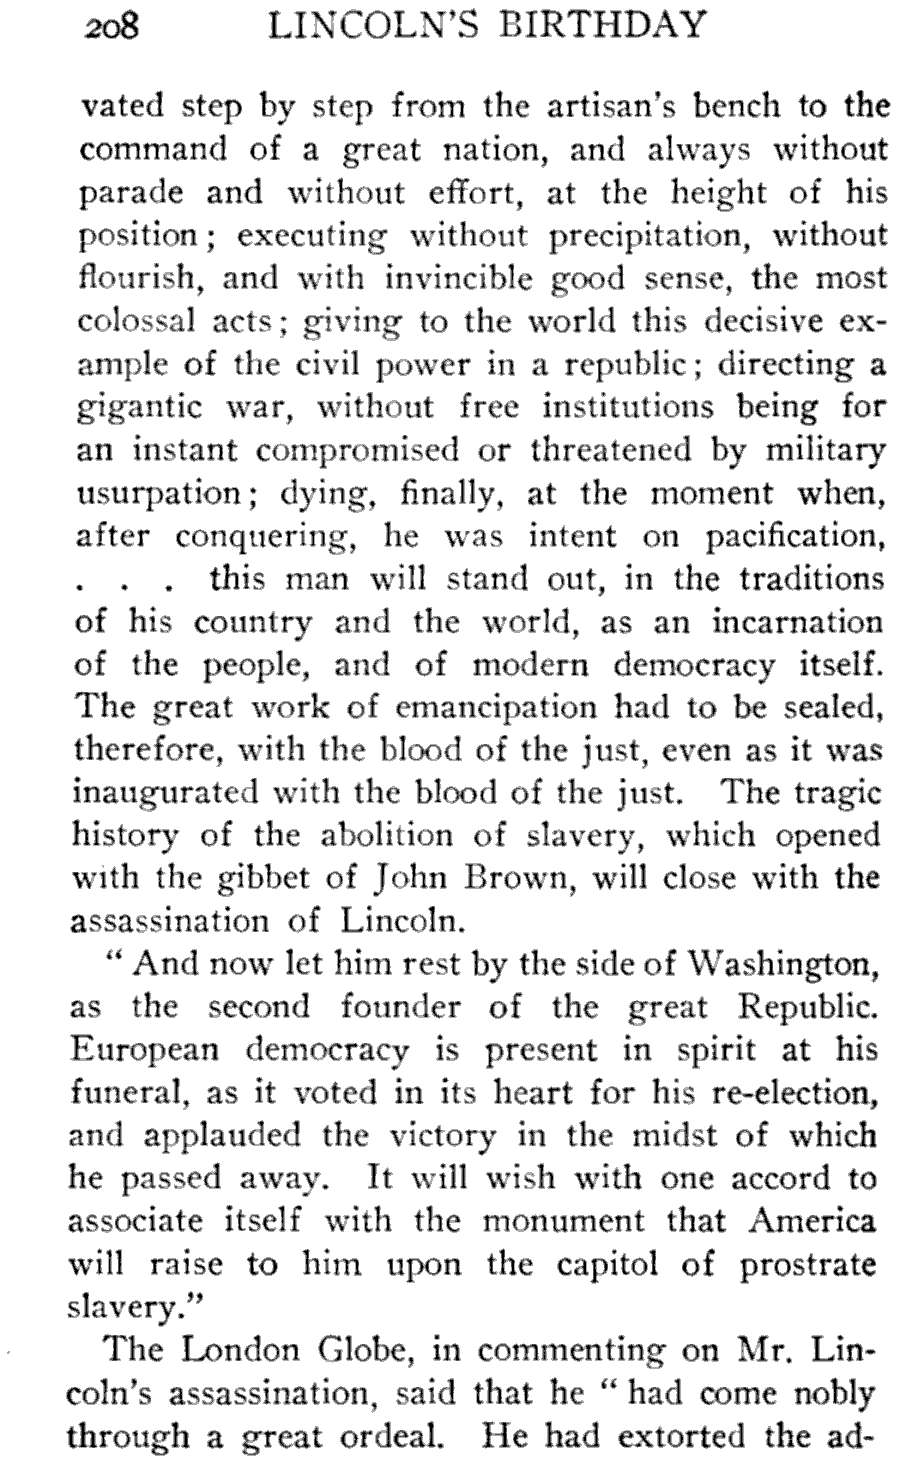 208 LINCOLN'S BIRTHDAY
vated step by step from the artisan's bench to the
command of a great nation, and always without
parade and without effort, at the height of his
position; executing without precipitation, without
flourish, and with invincible good sense, the most
colossal acts; giving to the world this decisive ex-
ample of the civil power in a republic; directing a
gigantic war, without free institutions being for
an instant compromised or threatened by military
usurpation; dying, finally, at the moment when,
after conquering, he was intent on pacification,
. . . this man will stand out, in the traditions
of his country and the world, as an incarnation
of the people, and of modern democracy itself.
The great work of emancipation had to be sealed,
therefore, with the blood of the just, even as it was
inaugurated with the blood of the just. The tragic
history of the abolition of slavery, which opened
with the gibbet of John Brown, will close with the
assassination of Lincoln.
“ And now let him rest by the side of Washington,
as the second founder of the great Republic.
European democracy is present in spirit at his
funeral, as it voted in its heart for his re-election,
and applauded the victory in the midst of which
he passed away. It will wish with one accord to
associate itself with the monument that America
will raise to him upon the capitol of prostrate
slavery.”
The London Globe, in commenting on Mr. Lin-
coln's assassination, said that he “ had come nobly
through a great ordeal. He had extorted the ad-